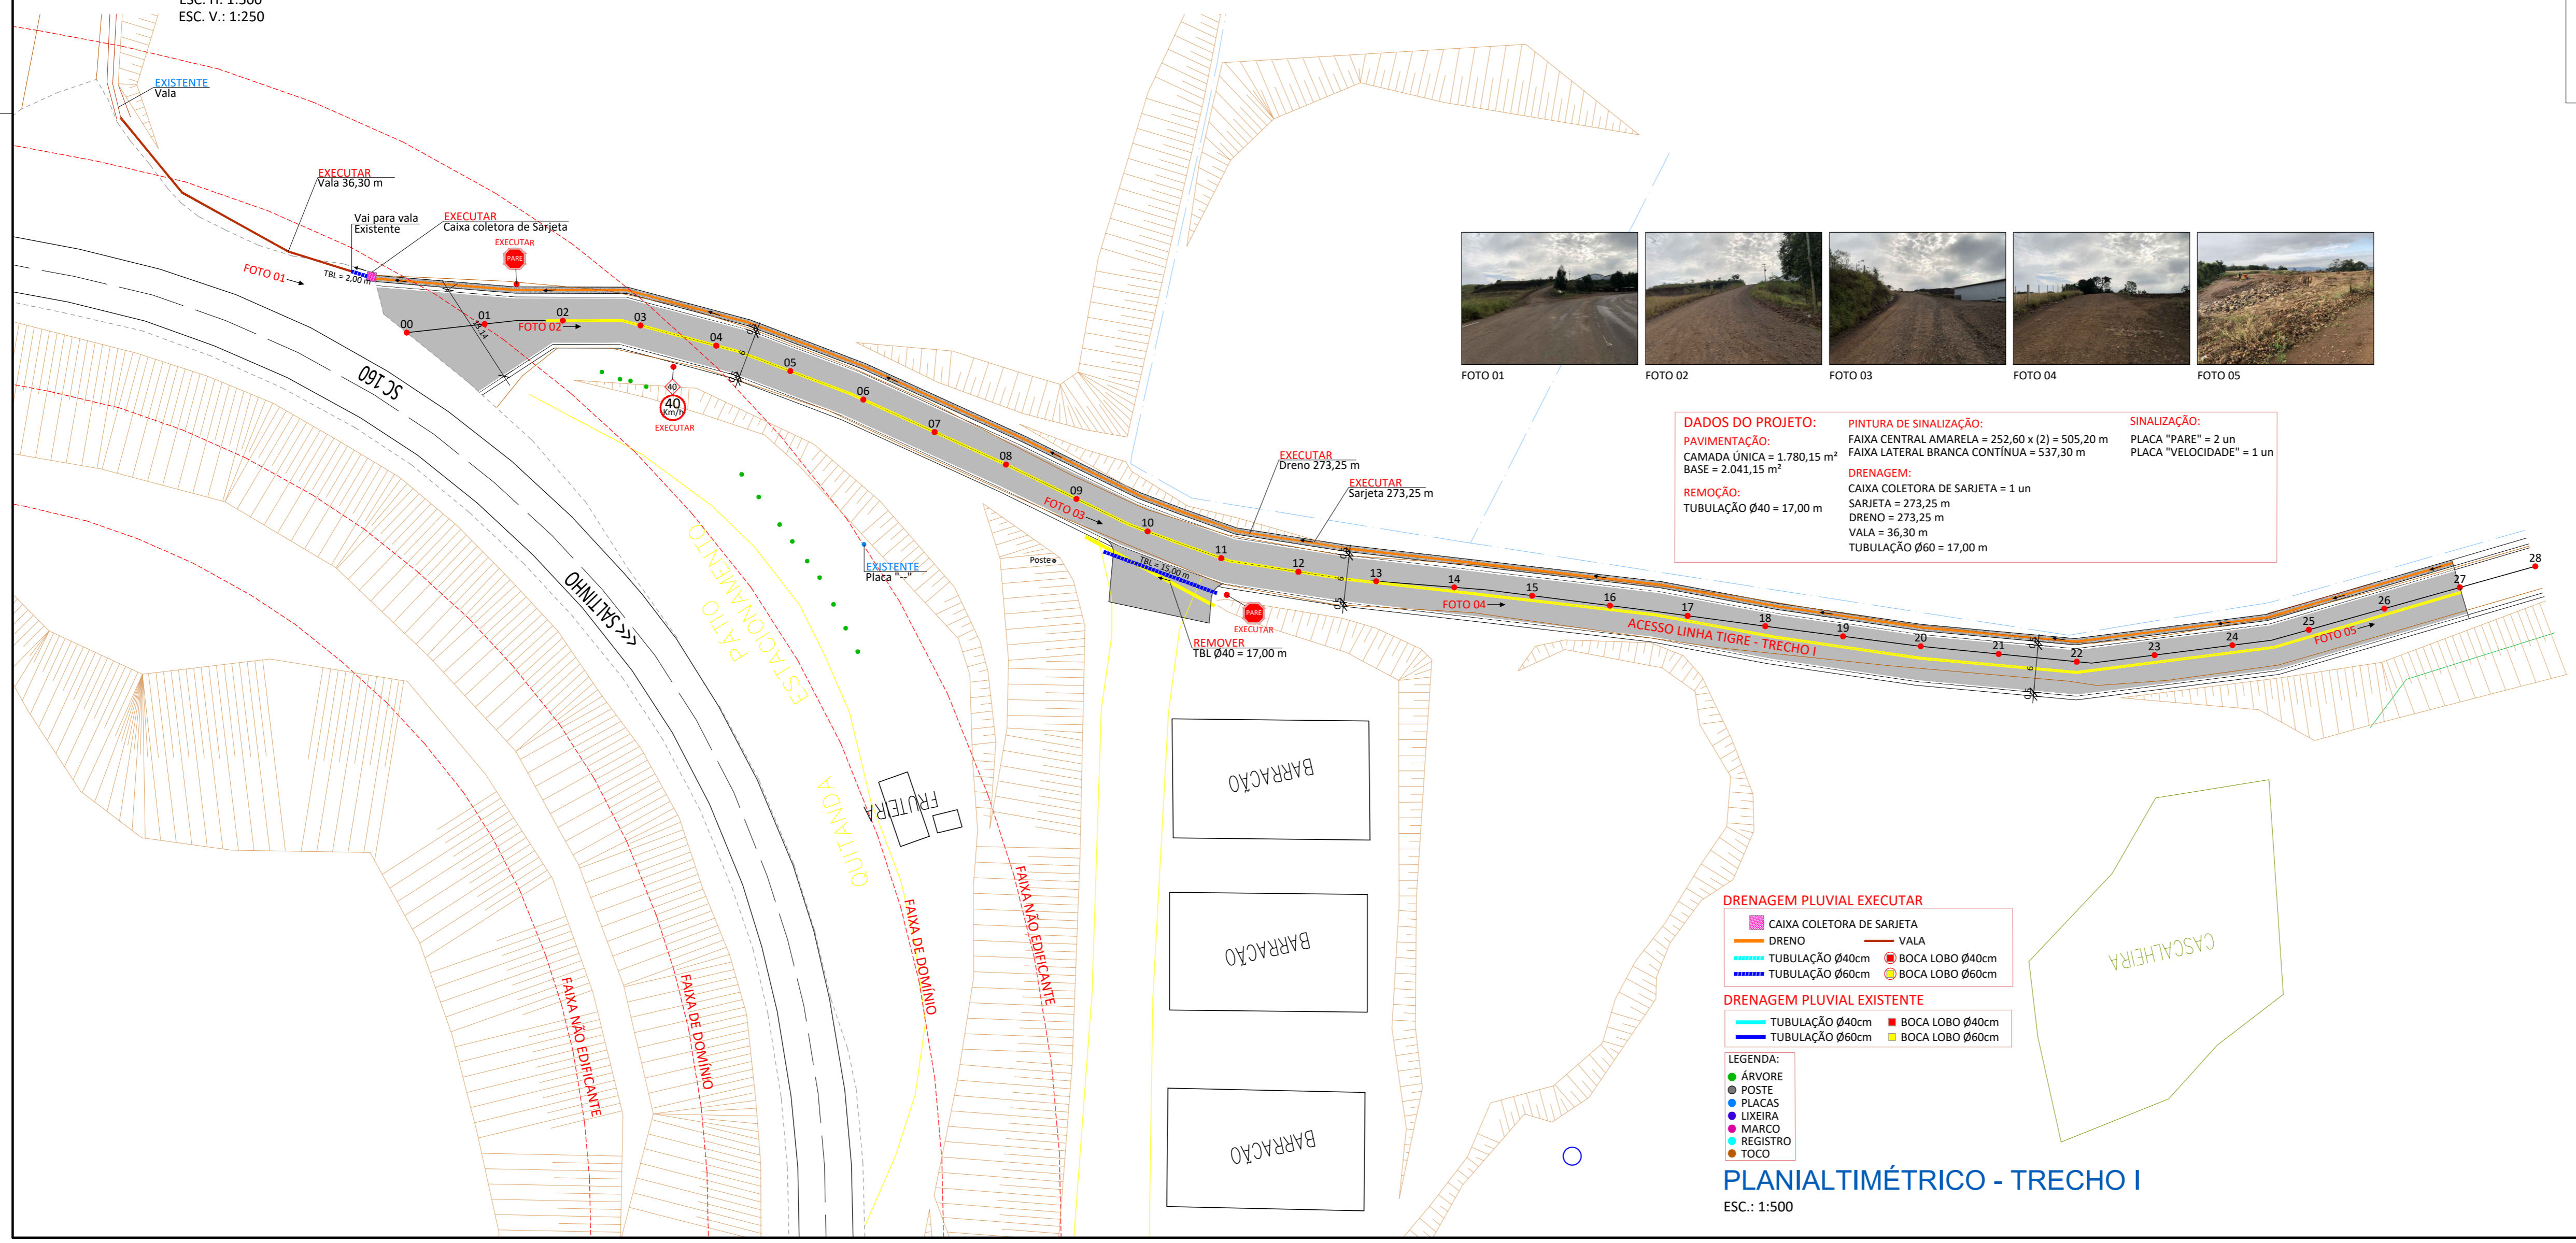 ESC. H: 1:500
ESC. V.: 1:250
EXISTENTE
Vala
EXECUTAR
Vala 36,30 m
Vai para vala
Existente
EXECUTAR
Caixa coletora de Sarjeta
EXECUTAR
PARE
FOTO 01
TBL = 2,00 m
00
01
02
03
04
05
06
07
08
09
10
11
12
13
14
15
16
17
18
19
20
21
22
23
24
25
26
27
28
FOTO 02
6
40
40
Km/h
EXECUTAR
SC 160
<<< SALTINHO
PÁTIO
ESTACIONAMENTO
QUITANDA
FRUTEIRA
EXISTENTE
Placa "--"
Poste
FOTO 03
TBL = 15,00 m
EXECUTAR
Dreno 273,25 m
EXECUTAR
Sarjeta 273,25 m
6
PARE
EXECUTAR
REMOVER
TBL Ø40 = 17,00 m
FOTO 04
ACESSO LINHA TIGRE - TRECHO I
6
FOTO 05
BARRACÃO
BARRACÃO
BARRACÃO
FAIXA NÃO EDIFICANTE
FAIXA DE DOMÍNIO
FAIXA DE DOMÍNIO
FAIXA NÃO EDIFICANTE
CASCALHEIRA
FOTO 01
FOTO 02
FOTO 03
FOTO 04
FOTO 05
DADOS DO PROJETO:
PAVIMENTAÇÃO:
CAMADA ÚNICA = 1.780,15 m²
BASE = 2.041,15 m²
REMOÇÃO:
TUBULAÇÃO Ø40 = 17,00 m
PINTURA DE SINALIZAÇÃO:
FAIXA CENTRAL AMARELA = 252,60 x (2) = 505,20 m
FAIXA LATERAL BRANCA CONTÍNUA = 537,30 m
DRENAGEM:
CAIXA COLETORA DE SARJETA = 1 un
SARJETA = 273,25 m
DRENO = 273,25 m
VALA = 36,30 m
TUBULAÇÃO Ø60 = 17,00 m
SINALIZAÇÃO:
PLACA "PARE" = 2 un
PLACA "VELOCIDADE" = 1 un
DRENAGEM PLUVIAL EXECUTAR
CAIXA COLETORA DE SARJETA
DRENO
VALA
TUBULAÇÃO Ø40cm
BOCA LOBO Ø40cm
TUBULAÇÃO Ø60cm
BOCA LOBO Ø60cm
DRENAGEM PLUVIAL EXISTENTE
TUBULAÇÃO Ø40cm
BOCA LOBO Ø40cm
TUBULAÇÃO Ø60cm
BOCA LOBO Ø60cm
LEGENDA:
ÁRVORE
POSTE
PLACAS
LIXEIRA
MARCO
REGISTRO
TOCO
PLANIALTIMÉTRICO - TRECHO I
ESC.: 1:500